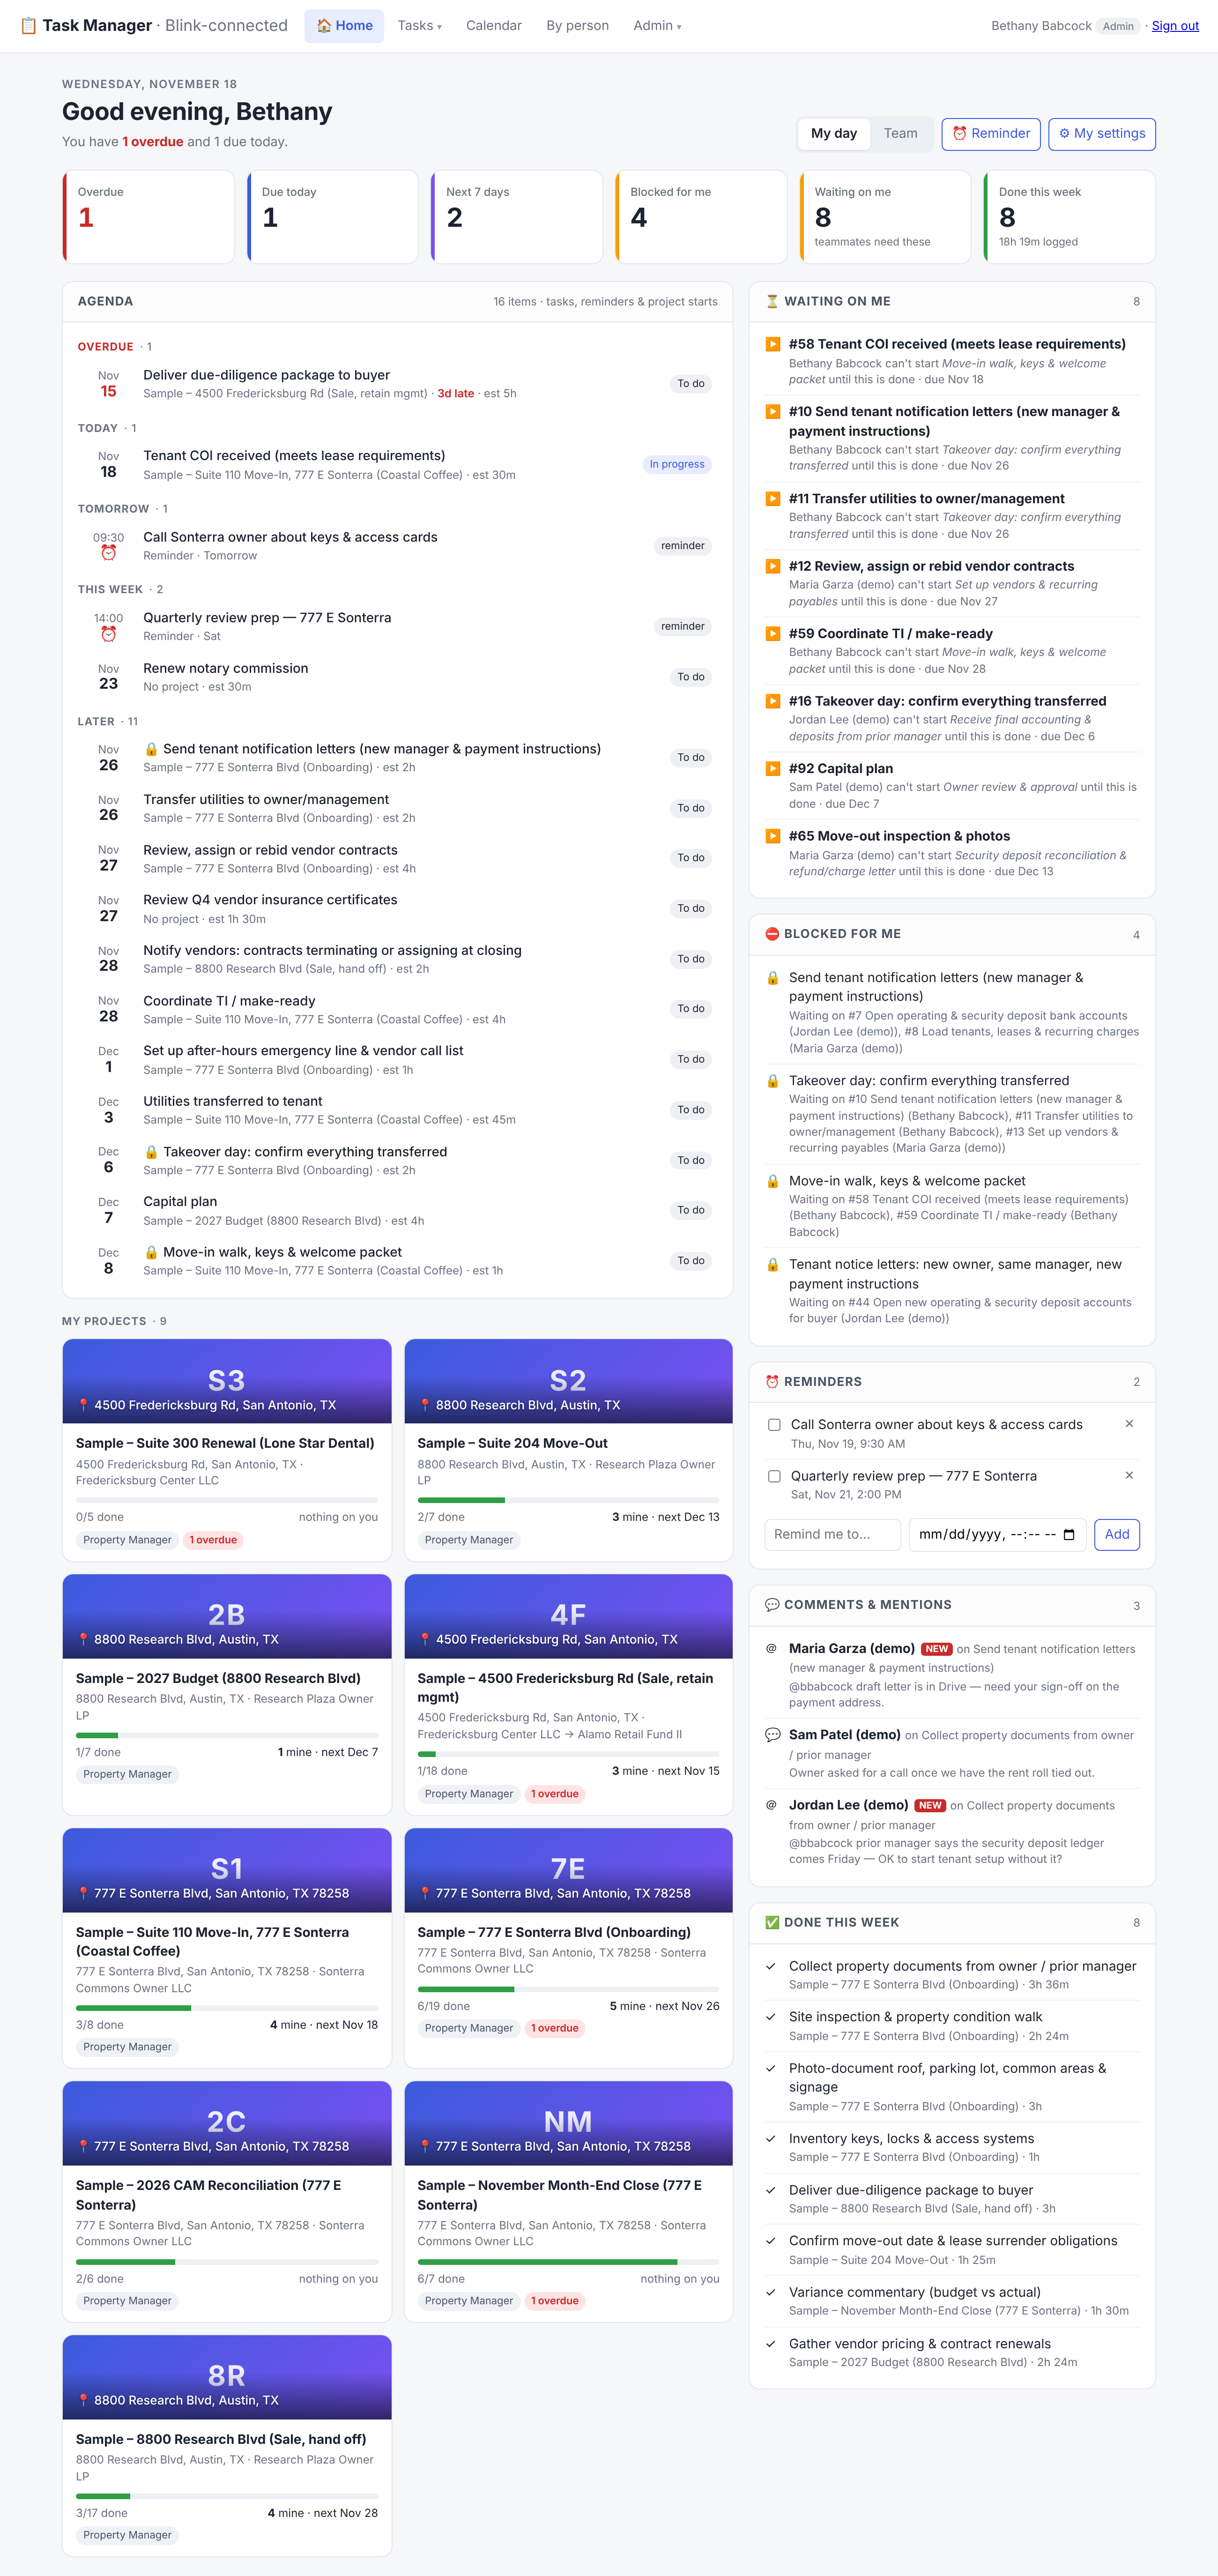 📋 Task Manager · Blink-connected
🏠 Home
Tasks ▾
Calendar
By person
Admin ▾
Bethany Babcock Admin · Sign out
WEDNESDAY, NOVEMBER 18
Good evening, Bethany
You have 1 overdue and 1 due today.
My day
Team
⏰ Reminder
⚙ My settings
Overdue
1
Due today
1
Next 7 days
2
Blocked for me
4
Waiting on me
8
teammates need these
Done this week
8
18h 19m logged
AGENDA
16 items · tasks, reminders & project starts
OVERDUE · 1
Nov
15
Deliver due-diligence package to buyer
Sample – 4500 Fredericksburg Rd (Sale, retain mgmt) · 3d late · est 5h
To do
TODAY · 1
Nov
18
Tenant COI received (meets lease requirements)
Sample – Suite 110 Move-In, 777 E Sonterra (Coastal Coffee) · est 30m
In progress
TOMORROW · 1
09:30
⏰
Call Sonterra owner about keys & access cards
Reminder · Tomorrow
reminder
THIS WEEK · 2
14:00
⏰
Quarterly review prep — 777 E Sonterra
Reminder · Sat
reminder
Nov
23
Renew notary commission
No project · est 30m
To do
LATER · 11
Nov
26
🔒 Send tenant notification letters (new manager & payment instructions)
Sample – 777 E Sonterra Blvd (Onboarding) · est 2h
To do
Nov
26
Transfer utilities to owner/management
Sample – 777 E Sonterra Blvd (Onboarding) · est 2h
To do
Nov
27
Review, assign or rebid vendor contracts
Sample – 777 E Sonterra Blvd (Onboarding) · est 4h
To do
Nov
27
Review Q4 vendor insurance certificates
No project · est 1h 30m
To do
Nov
28
Notify vendors: contracts terminating or assigning at closing
Sample – 8800 Research Blvd (Sale, hand off) · est 2h
To do
Nov
28
Coordinate TI / make-ready
Sample – Suite 110 Move-In, 777 E Sonterra (Coastal Coffee) · est 4h
To do
Dec
1
Set up after-hours emergency line & vendor call list
Sample – 777 E Sonterra Blvd (Onboarding) · est 1h
To do
Dec
3
Utilities transferred to tenant
Sample – Suite 110 Move-In, 777 E Sonterra (Coastal Coffee) · est 45m
To do
Dec
6
🔒 Takeover day: confirm everything transferred
Sample – 777 E Sonterra Blvd (Onboarding) · est 2h
To do
Dec
7
Capital plan
Sample – 2027 Budget (8800 Research Blvd) · est 4h
To do
Dec
8
🔒 Move-in walk, keys & welcome packet
Sample – Suite 110 Move-In, 777 E Sonterra (Coastal Coffee) · est 1h
To do
MY PROJECTS · 9
S3
📍 4500 Fredericksburg Rd, San Antonio, TX
Sample – Suite 300 Renewal (Lone Star Dental)
4500 Fredericksburg Rd, San Antonio, TX ·
Fredericksburg Center LLC
0/5 done
nothing on you
Property Manager
1 overdue
S2
📍 8800 Research Blvd, Austin, TX
Sample – Suite 204 Move-Out
8800 Research Blvd, Austin, TX · Research Plaza Owner
LP
2/7 done
3 mine · next Dec 13
Property Manager
2B
📍 8800 Research Blvd, Austin, TX
Sample – 2027 Budget (8800 Research Blvd)
8800 Research Blvd, Austin, TX · Research Plaza Owner
LP
1/7 done
1 mine · next Dec 7
Property Manager
4F
📍 4500 Fredericksburg Rd, San Antonio, TX
Sample – 4500 Fredericksburg Rd (Sale, retain
mgmt)
4500 Fredericksburg Rd, San Antonio, TX ·
Fredericksburg Center LLC → Alamo Retail Fund II
1/18 done
3 mine · next Nov 15
Property Manager
1 overdue
S1
📍 777 E Sonterra Blvd, San Antonio, TX 78258
Sample – Suite 110 Move-In, 777 E Sonterra
(Coastal Coffee)
777 E Sonterra Blvd, San Antonio, TX 78258 · Sonterra
Commons Owner LLC
3/8 done
4 mine · next Nov 18
Property Manager
7E
📍 777 E Sonterra Blvd, San Antonio, TX 78258
Sample – 777 E Sonterra Blvd (Onboarding)
777 E Sonterra Blvd, San Antonio, TX 78258 · Sonterra
Commons Owner LLC
6/19 done
5 mine · next Nov 26
Property Manager
1 overdue
2C
📍 777 E Sonterra Blvd, San Antonio, TX 78258
Sample – 2026 CAM Reconciliation (777 E
Sonterra)
777 E Sonterra Blvd, San Antonio, TX 78258 · Sonterra
Commons Owner LLC
2/6 done
nothing on you
Property Manager
NM
📍 777 E Sonterra Blvd, San Antonio, TX 78258
Sample – November Month-End Close (777 E
Sonterra)
777 E Sonterra Blvd, San Antonio, TX 78258 · Sonterra
Commons Owner LLC
6/7 done
nothing on you
Property Manager
1 overdue
8R
📍 8800 Research Blvd, Austin, TX
Sample – 8800 Research Blvd (Sale, hand off)
8800 Research Blvd, Austin, TX · Research Plaza Owner
LP
3/17 done
4 mine · next Nov 28
Property Manager
⏳ WAITING ON ME
8
#58 Tenant COI received (meets lease requirements)
Bethany Babcock can't start Move-in walk, keys & welcome
packet until this is done · due Nov 18
#10 Send tenant notification letters (new manager &
payment instructions)
Bethany Babcock can't start Takeover day: confirm everything
transferred until this is done · due Nov 26
#11 Transfer utilities to owner/management
Bethany Babcock can't start Takeover day: confirm everything
transferred until this is done · due Nov 26
#12 Review, assign or rebid vendor contracts
Maria Garza (demo) can't start Set up vendors & recurring
payables until this is done · due Nov 27
#59 Coordinate TI / make-ready
Bethany Babcock can't start Move-in walk, keys & welcome
packet until this is done · due Nov 28
#16 Takeover day: confirm everything transferred
Jordan Lee (demo) can't start Receive final accounting &
deposits from prior manager until this is done · due Dec 6
#92 Capital plan
Sam Patel (demo) can't start Owner review & approval until this is
done · due Dec 7
#65 Move-out inspection & photos
Maria Garza (demo) can't start Security deposit reconciliation &
refund/charge letter until this is done · due Dec 13
⛔ BLOCKED FOR ME
4
🔒 Send tenant notification letters (new manager &
payment instructions)
Waiting on #7 Open operating & security deposit bank accounts
(Jordan Lee (demo)), #8 Load tenants, leases & recurring charges
(Maria Garza (demo))
🔒 Takeover day: confirm everything transferred
Waiting on #10 Send tenant notification letters (new manager &
payment instructions) (Bethany Babcock), #11 Transfer utilities to
owner/management (Bethany Babcock), #13 Set up vendors &
recurring payables (Maria Garza (demo))
🔒 Move-in walk, keys & welcome packet
Waiting on #58 Tenant COI received (meets lease requirements)
(Bethany Babcock), #59 Coordinate TI / make-ready (Bethany
Babcock)
🔒 Tenant notice letters: new owner, same manager, new
payment instructions
Waiting on #44 Open new operating & security deposit accounts
for buyer (Jordan Lee (demo))
⏰ REMINDERS
2
Call Sonterra owner about keys & access cards
×
Thu, Nov 19, 9:30 AM
Quarterly review prep — 777 E Sonterra
×
Sat, Nov 21, 2:00 PM
Remind me to...
mm/dd/yyyy, --:-- --
Add
💬 COMMENTS & MENTIONS
3
@ Maria Garza (demo) NEW on Send tenant notification letters
(new manager & payment instructions)
@bbabcock draft letter is in Drive — need your sign-off on the
payment address.
💬 Sam Patel (demo) on Collect property documents from owner
/ prior manager
Owner asked for a call once we have the rent roll tied out.
@ Jordan Lee (demo) NEW on Collect property documents
from owner / prior manager
@bbabcock prior manager says the security deposit ledger
comes Friday — OK to start tenant setup without it?
✅ DONE THIS WEEK
8
✓ Collect property documents from owner / prior manager
Sample – 777 E Sonterra Blvd (Onboarding) · 3h 36m
✓ Site inspection & property condition walk
Sample – 777 E Sonterra Blvd (Onboarding) · 2h 24m
✓ Photo-document roof, parking lot, common areas &
signage
Sample – 777 E Sonterra Blvd (Onboarding) · 3h
✓ Inventory keys, locks & access systems
Sample – 777 E Sonterra Blvd (Onboarding) · 1h
✓ Deliver due-diligence package to buyer
Sample – 8800 Research Blvd (Sale, hand off) · 3h
✓ Confirm move-out date & lease surrender obligations
Sample – Suite 204 Move-Out · 1h 25m
✓ Variance commentary (budget vs actual)
Sample – November Month-End Close (777 E Sonterra) · 1h 30m
✓ Gather vendor pricing & contract renewals
Sample – 2027 Budget (8800 Research Blvd) · 2h 24m